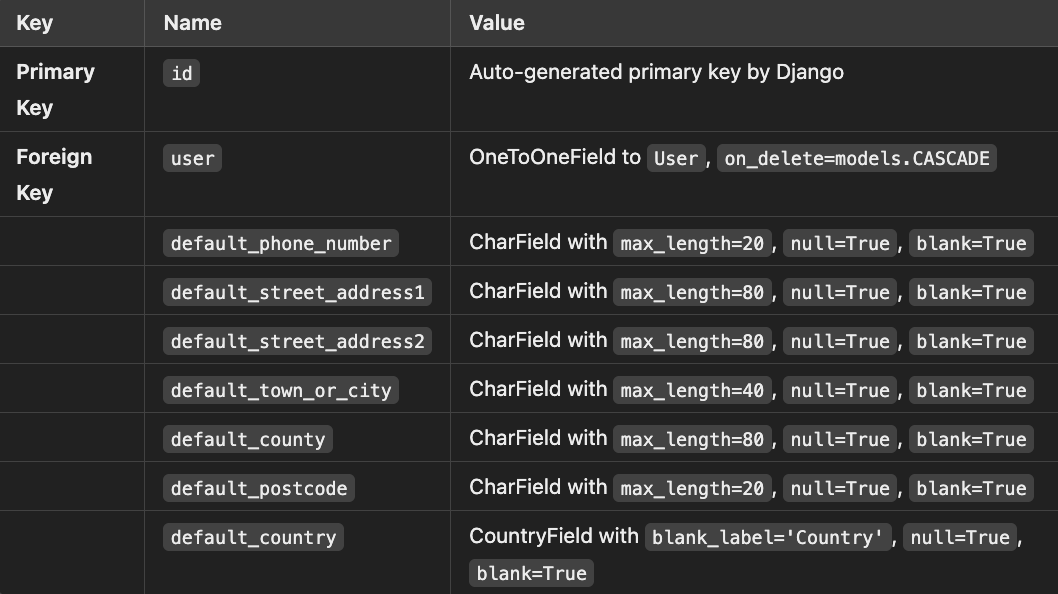 Key Name Value
Primary Key id Auto-generated primary key by Django
Foreign Key user OneToOneField to User, on_delete=models.CASCADE
default_phone_number CharField with max_length=20, null=True, blank=True
default_street_address1 CharField with max_length=80, null=True, blank=True
default_street_address2 CharField with max_length=80, null=True, blank=True
default_town_or_city CharField with max_length=40, null=True, blank=True
default_county CharField with max_length=80, null=True, blank=True
default_postcode CharField with max_length=20, null=True, blank=True
default_country CountryField with blank_label='Country', null=True,
blank=True